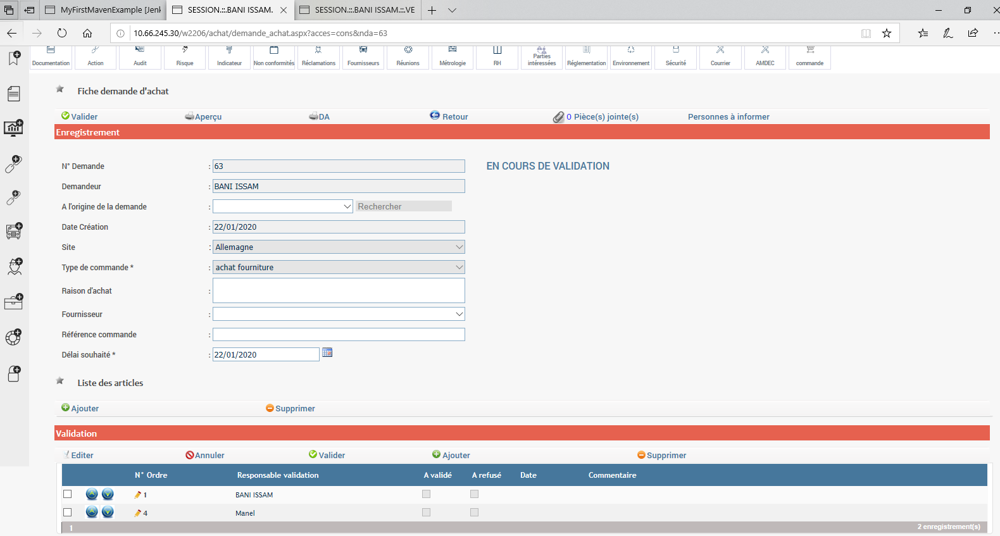 MyFirstMavenExample [Jenk
SESSION.::.BANI ISSAM.
SESSION.::.BANI ISSAM.::.VE
10.66.245.30/w2206/achat/demande_achat.aspx?acces=cons&nda=63
Documentation
Action
Audit
Risque
Indicateur
Non conformités
Réclamations
Fournisseurs
Réunions
Métrologie
RH
Parties
intéressées
Réglementation
Environnement
Sécurité
Courrier
AMDEC
commande
Fiche demande d'achat
Valider Aperçu DA Retour 0 Pièce(s) jointe(s) Personnes à informer
Enregistrement
N° Demande : 63 EN COURS DE VALIDATION
Demandeur : BANI ISSAM
A l'origine de la demande : Rechercher
Date Création : 22/01/2020
Site : Allemagne
Type de commande * : achat fourniture
Raison d'achat :
Fournisseur :
Référence commande :
Délai souhaité * : 22/01/2020
Liste des articles
Ajouter Supprimer
Validation
Editer Annuler Valider Ajouter Supprimer
N° Ordre Responsable validation A validé A refusé Date Commentaire
1 BANI ISSAM
4 Manel
1 2 enregistrement(s)